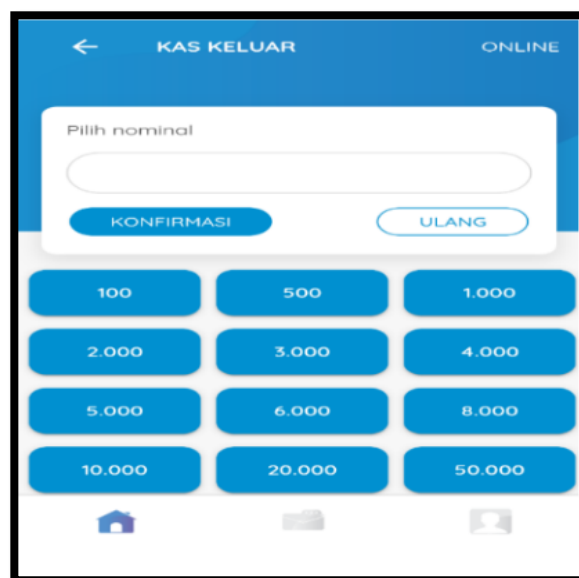 KAS KELUAR ONLINE
Pilih nominal
KONFIRMASI ULANG
100 500 1.000
2.000 3.000 4.000
5.000 6.000 8.000
10.000 20.000 50.000